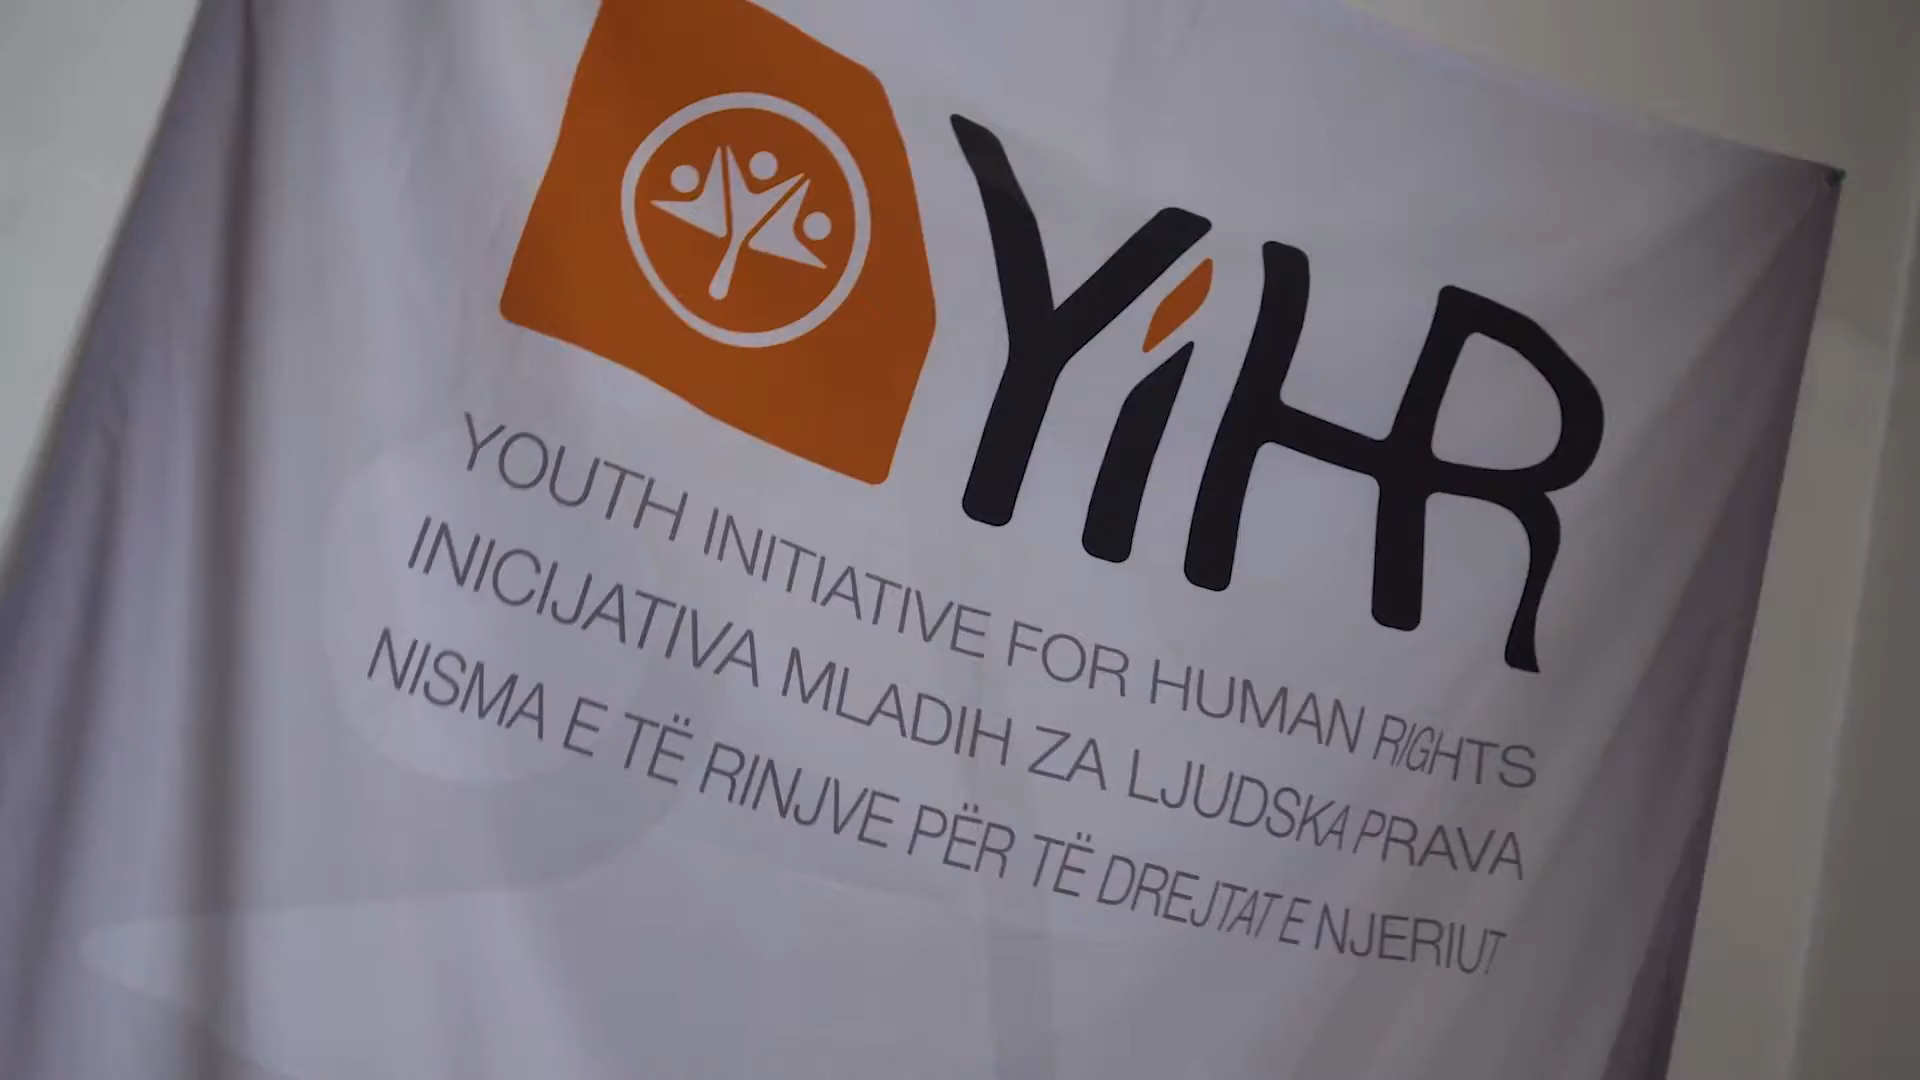 YiHR
YOUTH INITIATIVE FOR HUMAN RIGHTS
INICIJATIVA MLADIH ZA LJUDSKA PRAVA
NISMA E TË RINJVE PËR TË DREJTAT E NJERIUT